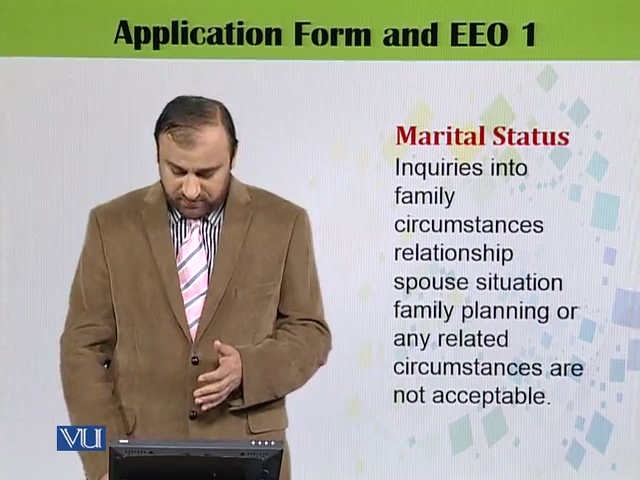 Application Form and EEO 1
Marital Status
Inquiries into
family
circumstances
relationship
spouse situation
family planning or
any related
circumstances are
not acceptable.
VU